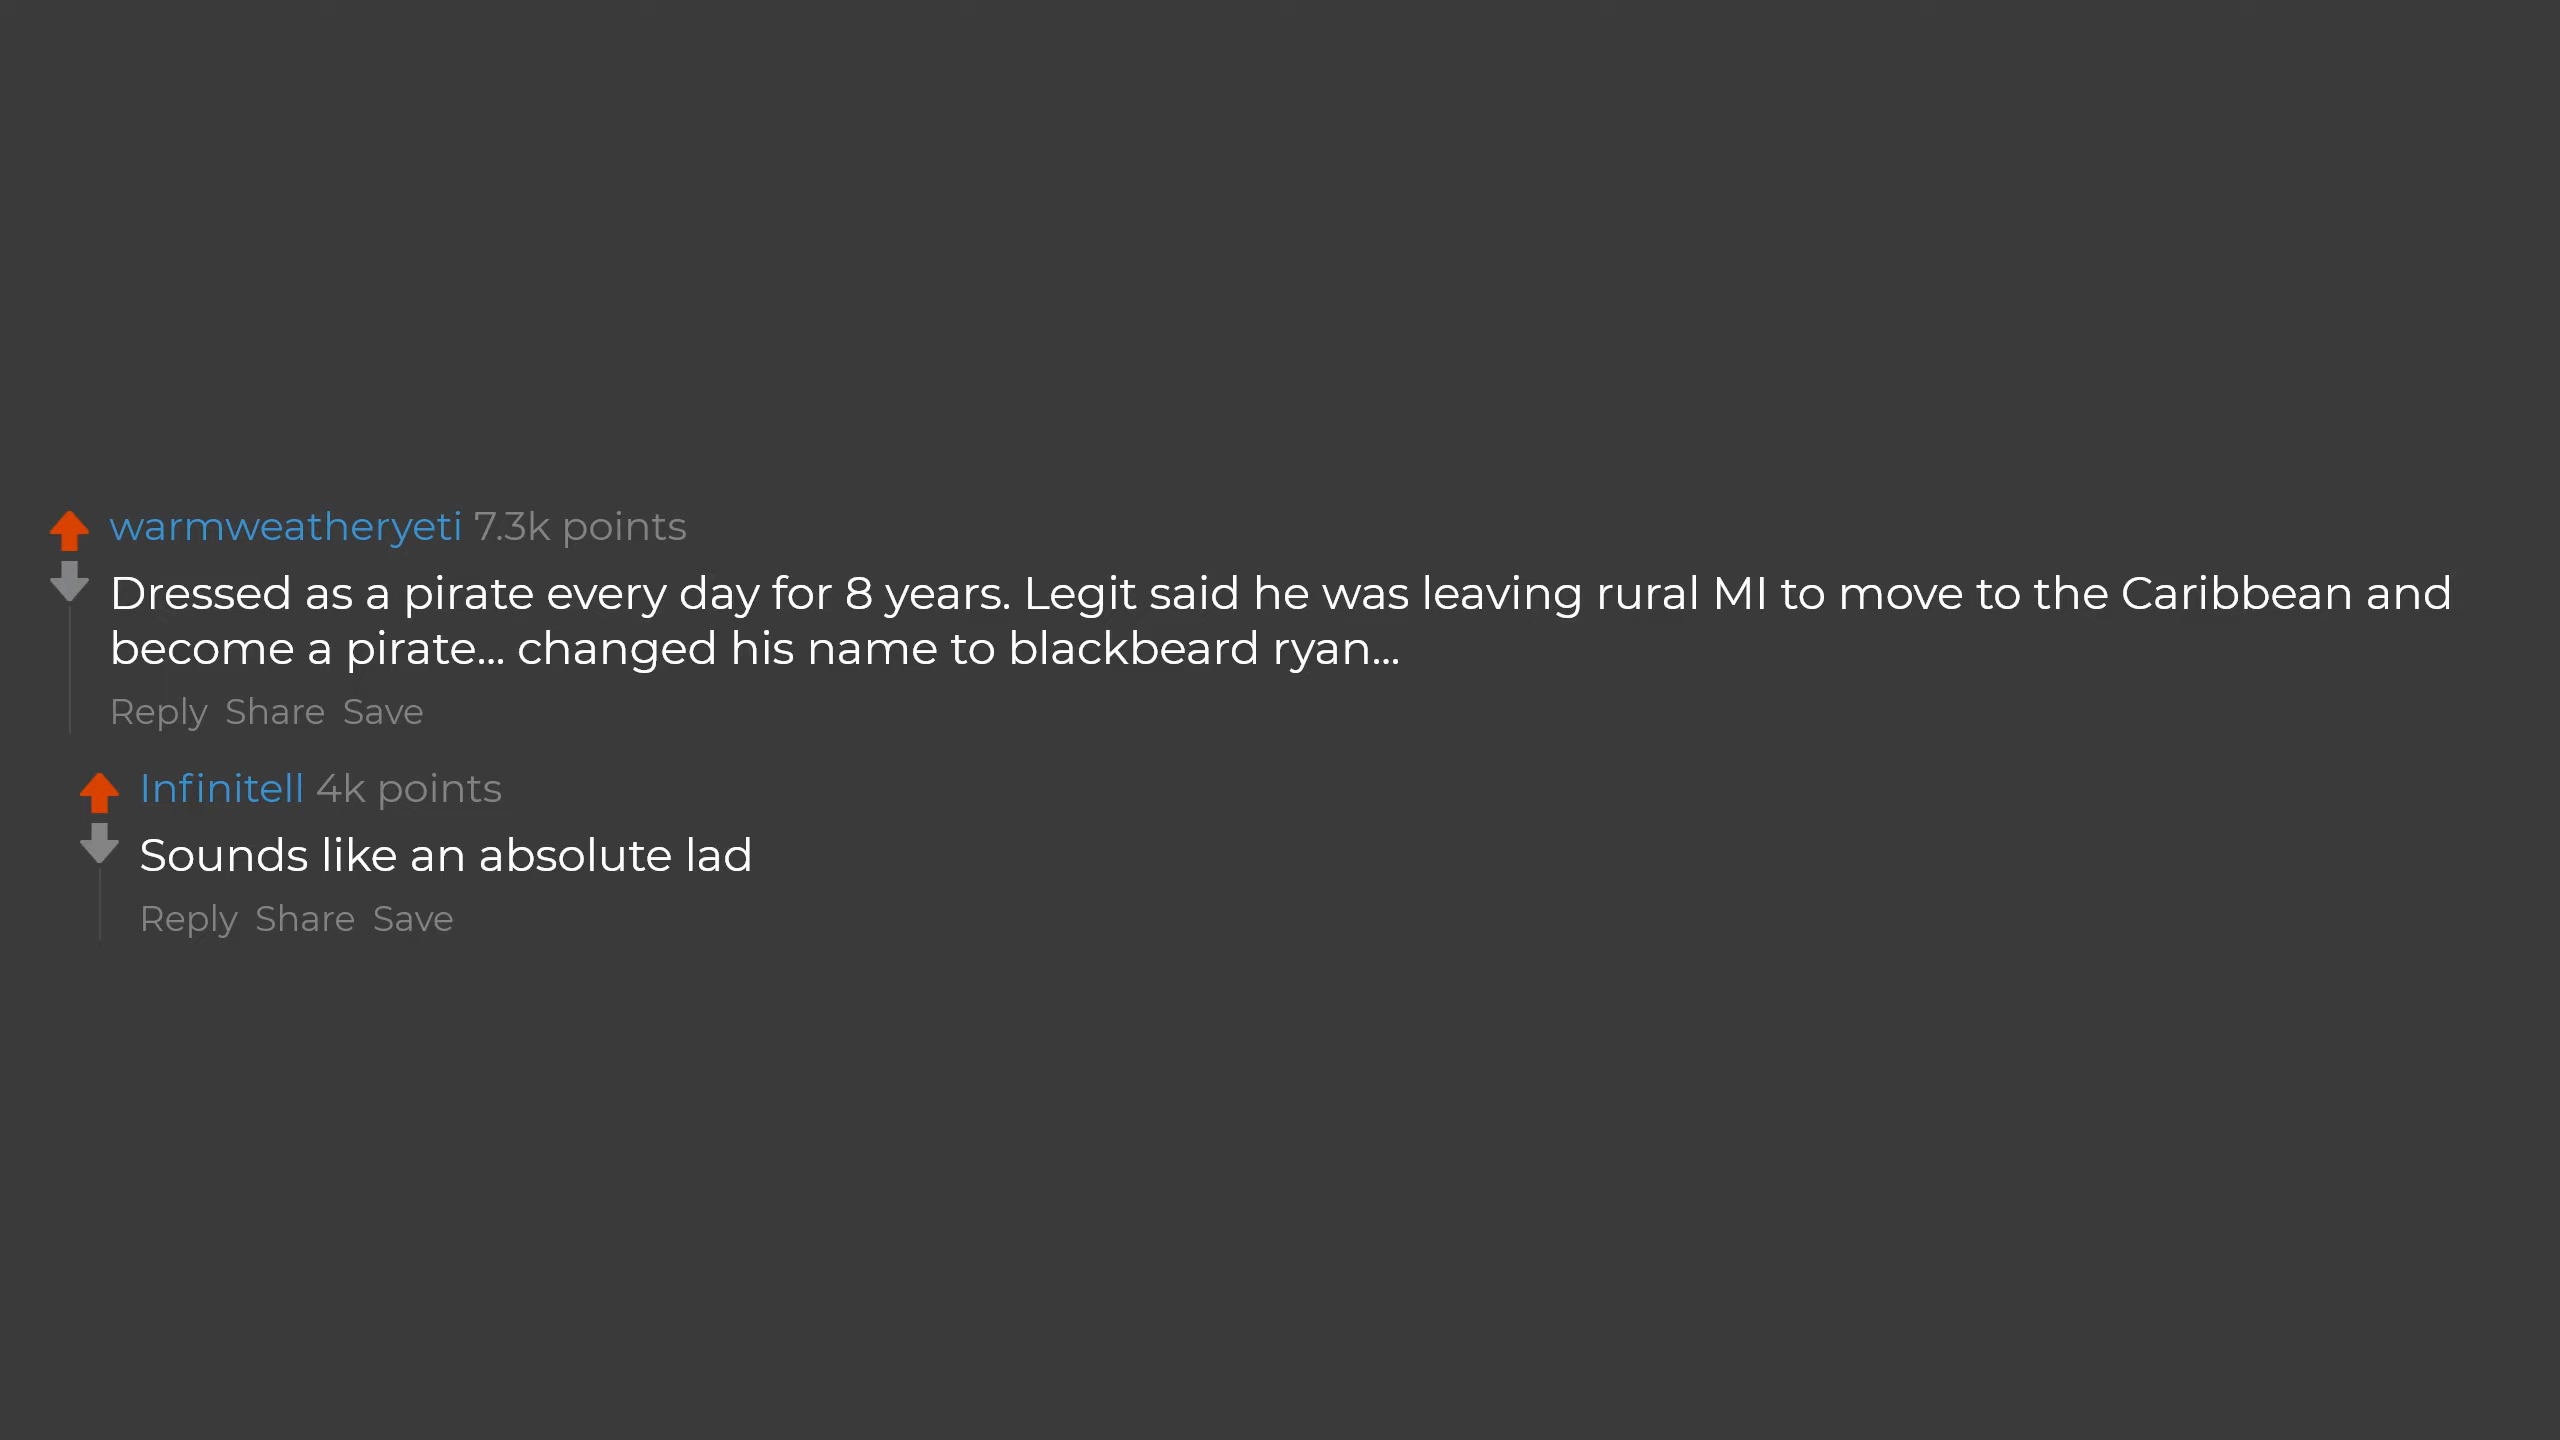 warmweatheryeti 7.3k points
Dressed as a pirate every day for 8 years. Legit said he was leaving rural MI to move to the Caribbean and
become a pirate... changed his name to blackbeard ryan...
Reply Share Save
Infinitell 4k points
Sounds like an absolute lad
Reply Share Save